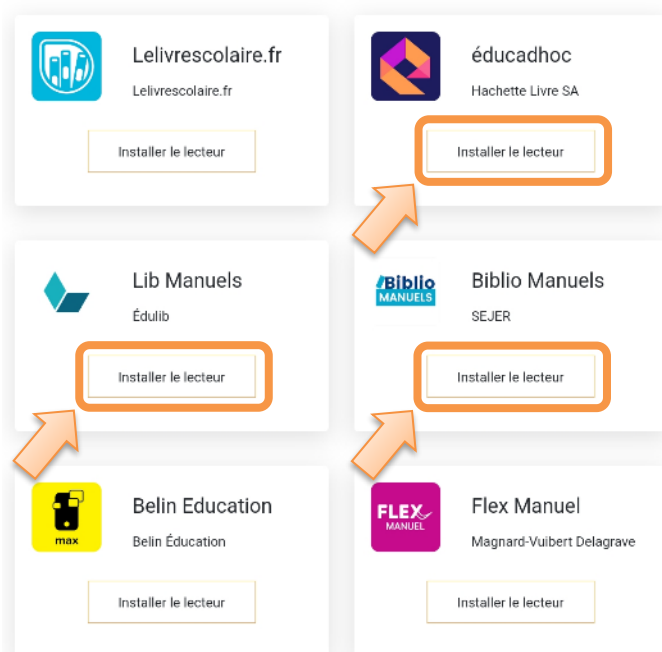 Lelivrescolaire.fr
Lelivrescolaire.fr
Installer le lecteur
éducadhoc
Hachette Livre SA
Installer le lecteur
Lib Manuels
Édulib
Installer le lecteur
Biblio
MANUELS
Biblio Manuels
SEJER
Installer le lecteur
max
Belin Education
Belin Éducation
Installer le lecteur
FLEX
MANUEL
Flex Manuel
Magnard-Vuibert Delagrave
Installer le lecteur